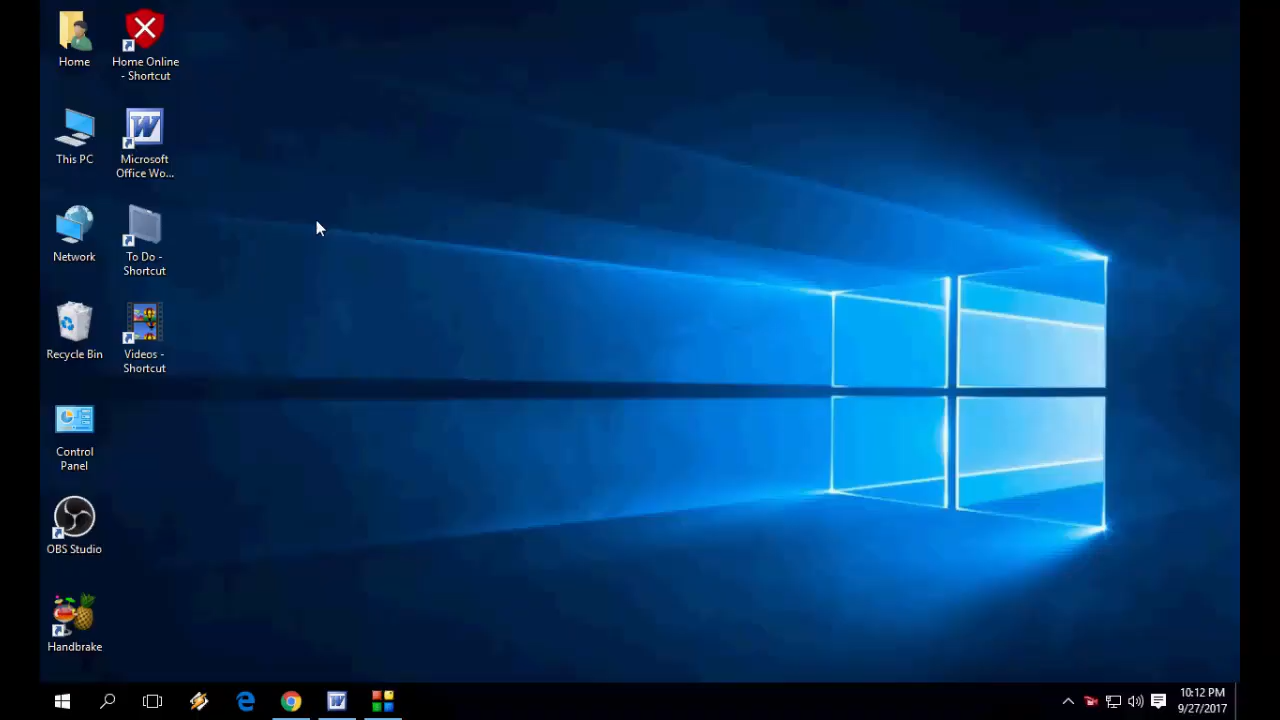 Home
Home Online
- Shortcut
This PC
Microsoft
Office Wo...
Network
To Do -
Shortcut
Recycle Bin
Videos -
Shortcut
Control
Panel
OBS Studio
Handbrake
10:12 PM
9/27/2017